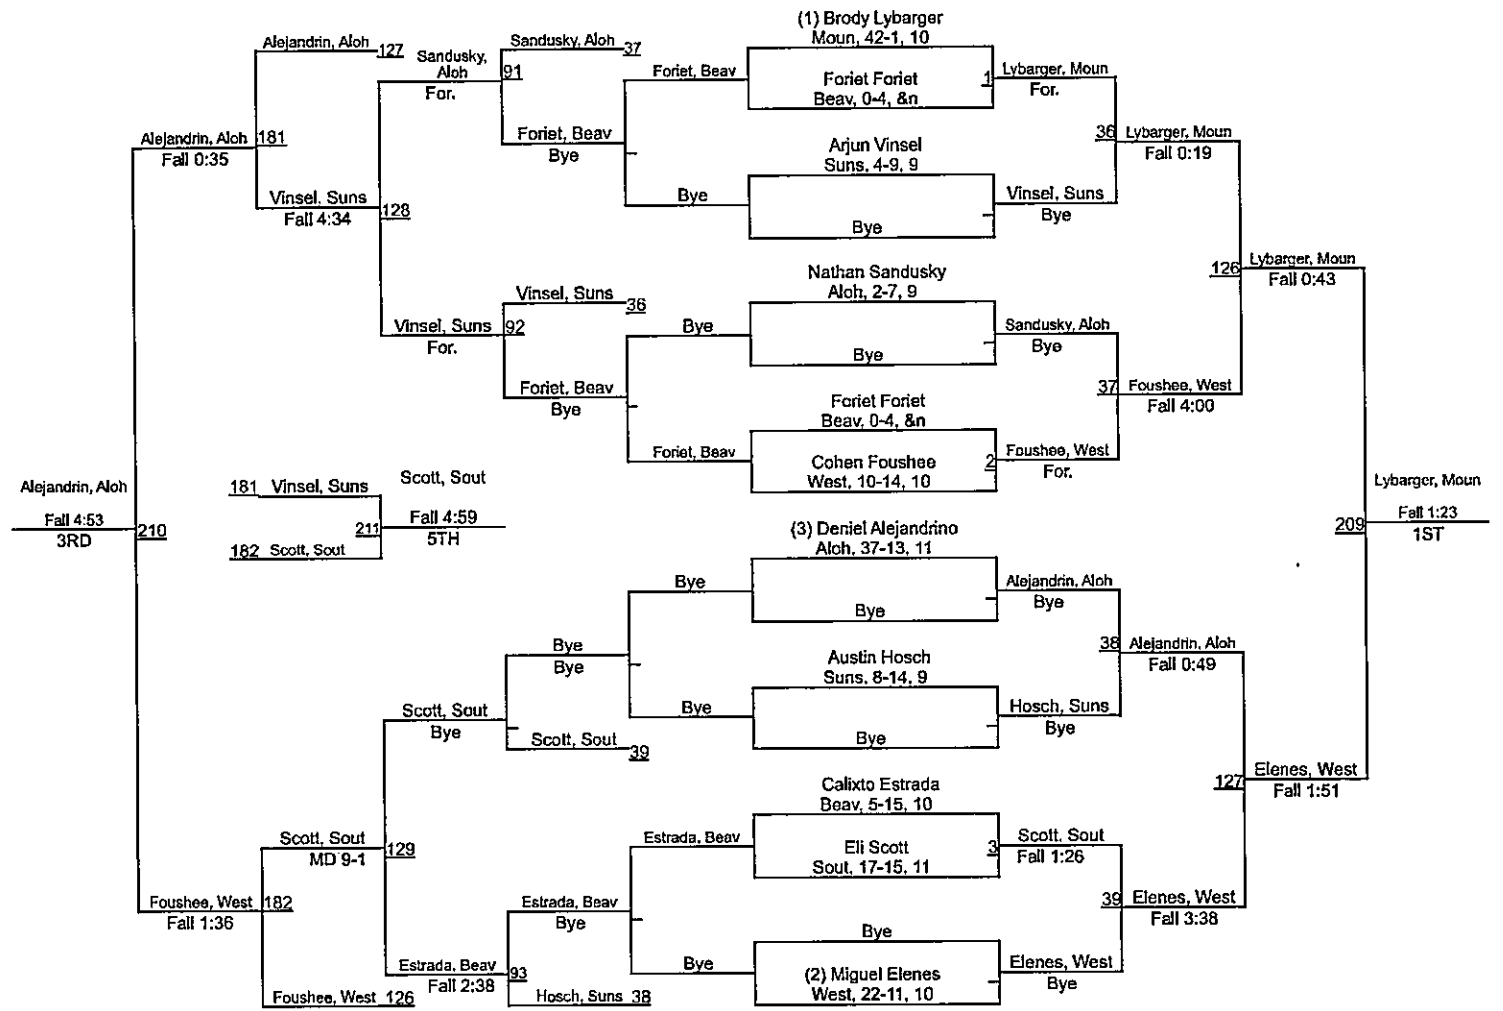 (1) Brody Lybarger
Moun, 42-1, 10
Foriet Foriet
Beav, 0-4, &n
1
Arjun Vinsel
Suns, 4-9, 9
Bye
Nathan Sandusky
Aloh, 2-7, 9
Bye
Foriet Foriet
Beav, 0-4, &n
Cohen Foushee
West, 10-14, 10
2
(3) Deniel Alejandrino
Aloh, 37-13, 11
Bye
Austin Hosch
Suns, 8-14, 9
Bye
Calixto Estrada
Beav, 5-15, 10
Eli Scott
Sout, 17-15, 11
3
Bye
(2) Miguel Elenes
West, 22-11, 10
Lybarger, Moun
For.
Vinsel, Suns
Bye
Sandusky, Aloh
Bye
Foushee, West
For.
Alejandrin, Aloh
Bye
Hosch, Suns
Bye
Scott, Sout
Fall 1:26
Elenes, West
Bye
36 Lybarger, Moun
Fall 0:19
37 Foushee, West
Fall 4:00
38 Alejandrin, Aloh
Fall 0:49
39 Elenes, West
Fall 3:38
126 Lybarger, Moun
Fall 0:43
127 Elenes, West
Fall 1:51
Lybarger, Moun
209 Fall 1:23
1ST
Foriet, Beav
Bye
Bye
Foriet, Beav
Bye
Bye
Estrada, Beav
Bye
Sandusky, Aloh 37
Foriet, Beav
Bye
Vinsel, Suns 36
Foriet, Beav
Bye
Bye
Bye
Scott, Sout 39
Estrada, Beav
Bye
Hosch, Suns 38
Sandusky,
Aloh 91
For.
Vinsel, Suns 92
For.
Scott, Sout
Bye
Estrada, Beav 93
Fall 2:38
Alejandrin, Aloh 127
Vinsel, Suns 128
Fall 4:34
Scott, Sout 129
MD 9-1
Foushee, West 126
Alejandrin, Aloh 181
Fall 0:35
Foushee, West 182
Fall 1:36
Alejandrin, Aloh
Fall 4:53 210
3RD
181 Vinsel, Suns
182 Scott, Sout
Scott, Sout
211 Fall 4:59
5TH